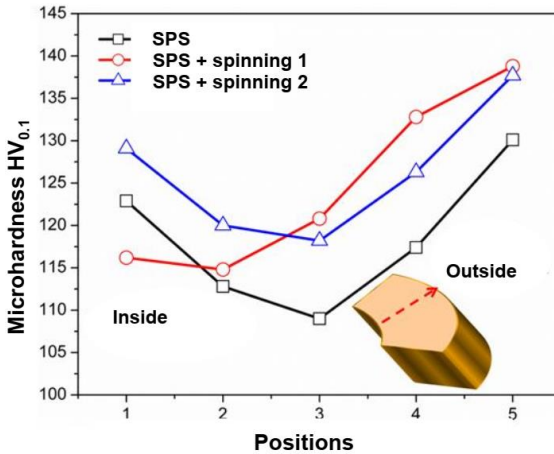 145
140
135
130
125
120
115
110
105
100
Microhardness HV0.1
SPS
SPS + spinning 1
SPS + spinning 2
Outside
Inside
1 2 3 4 5
Positions